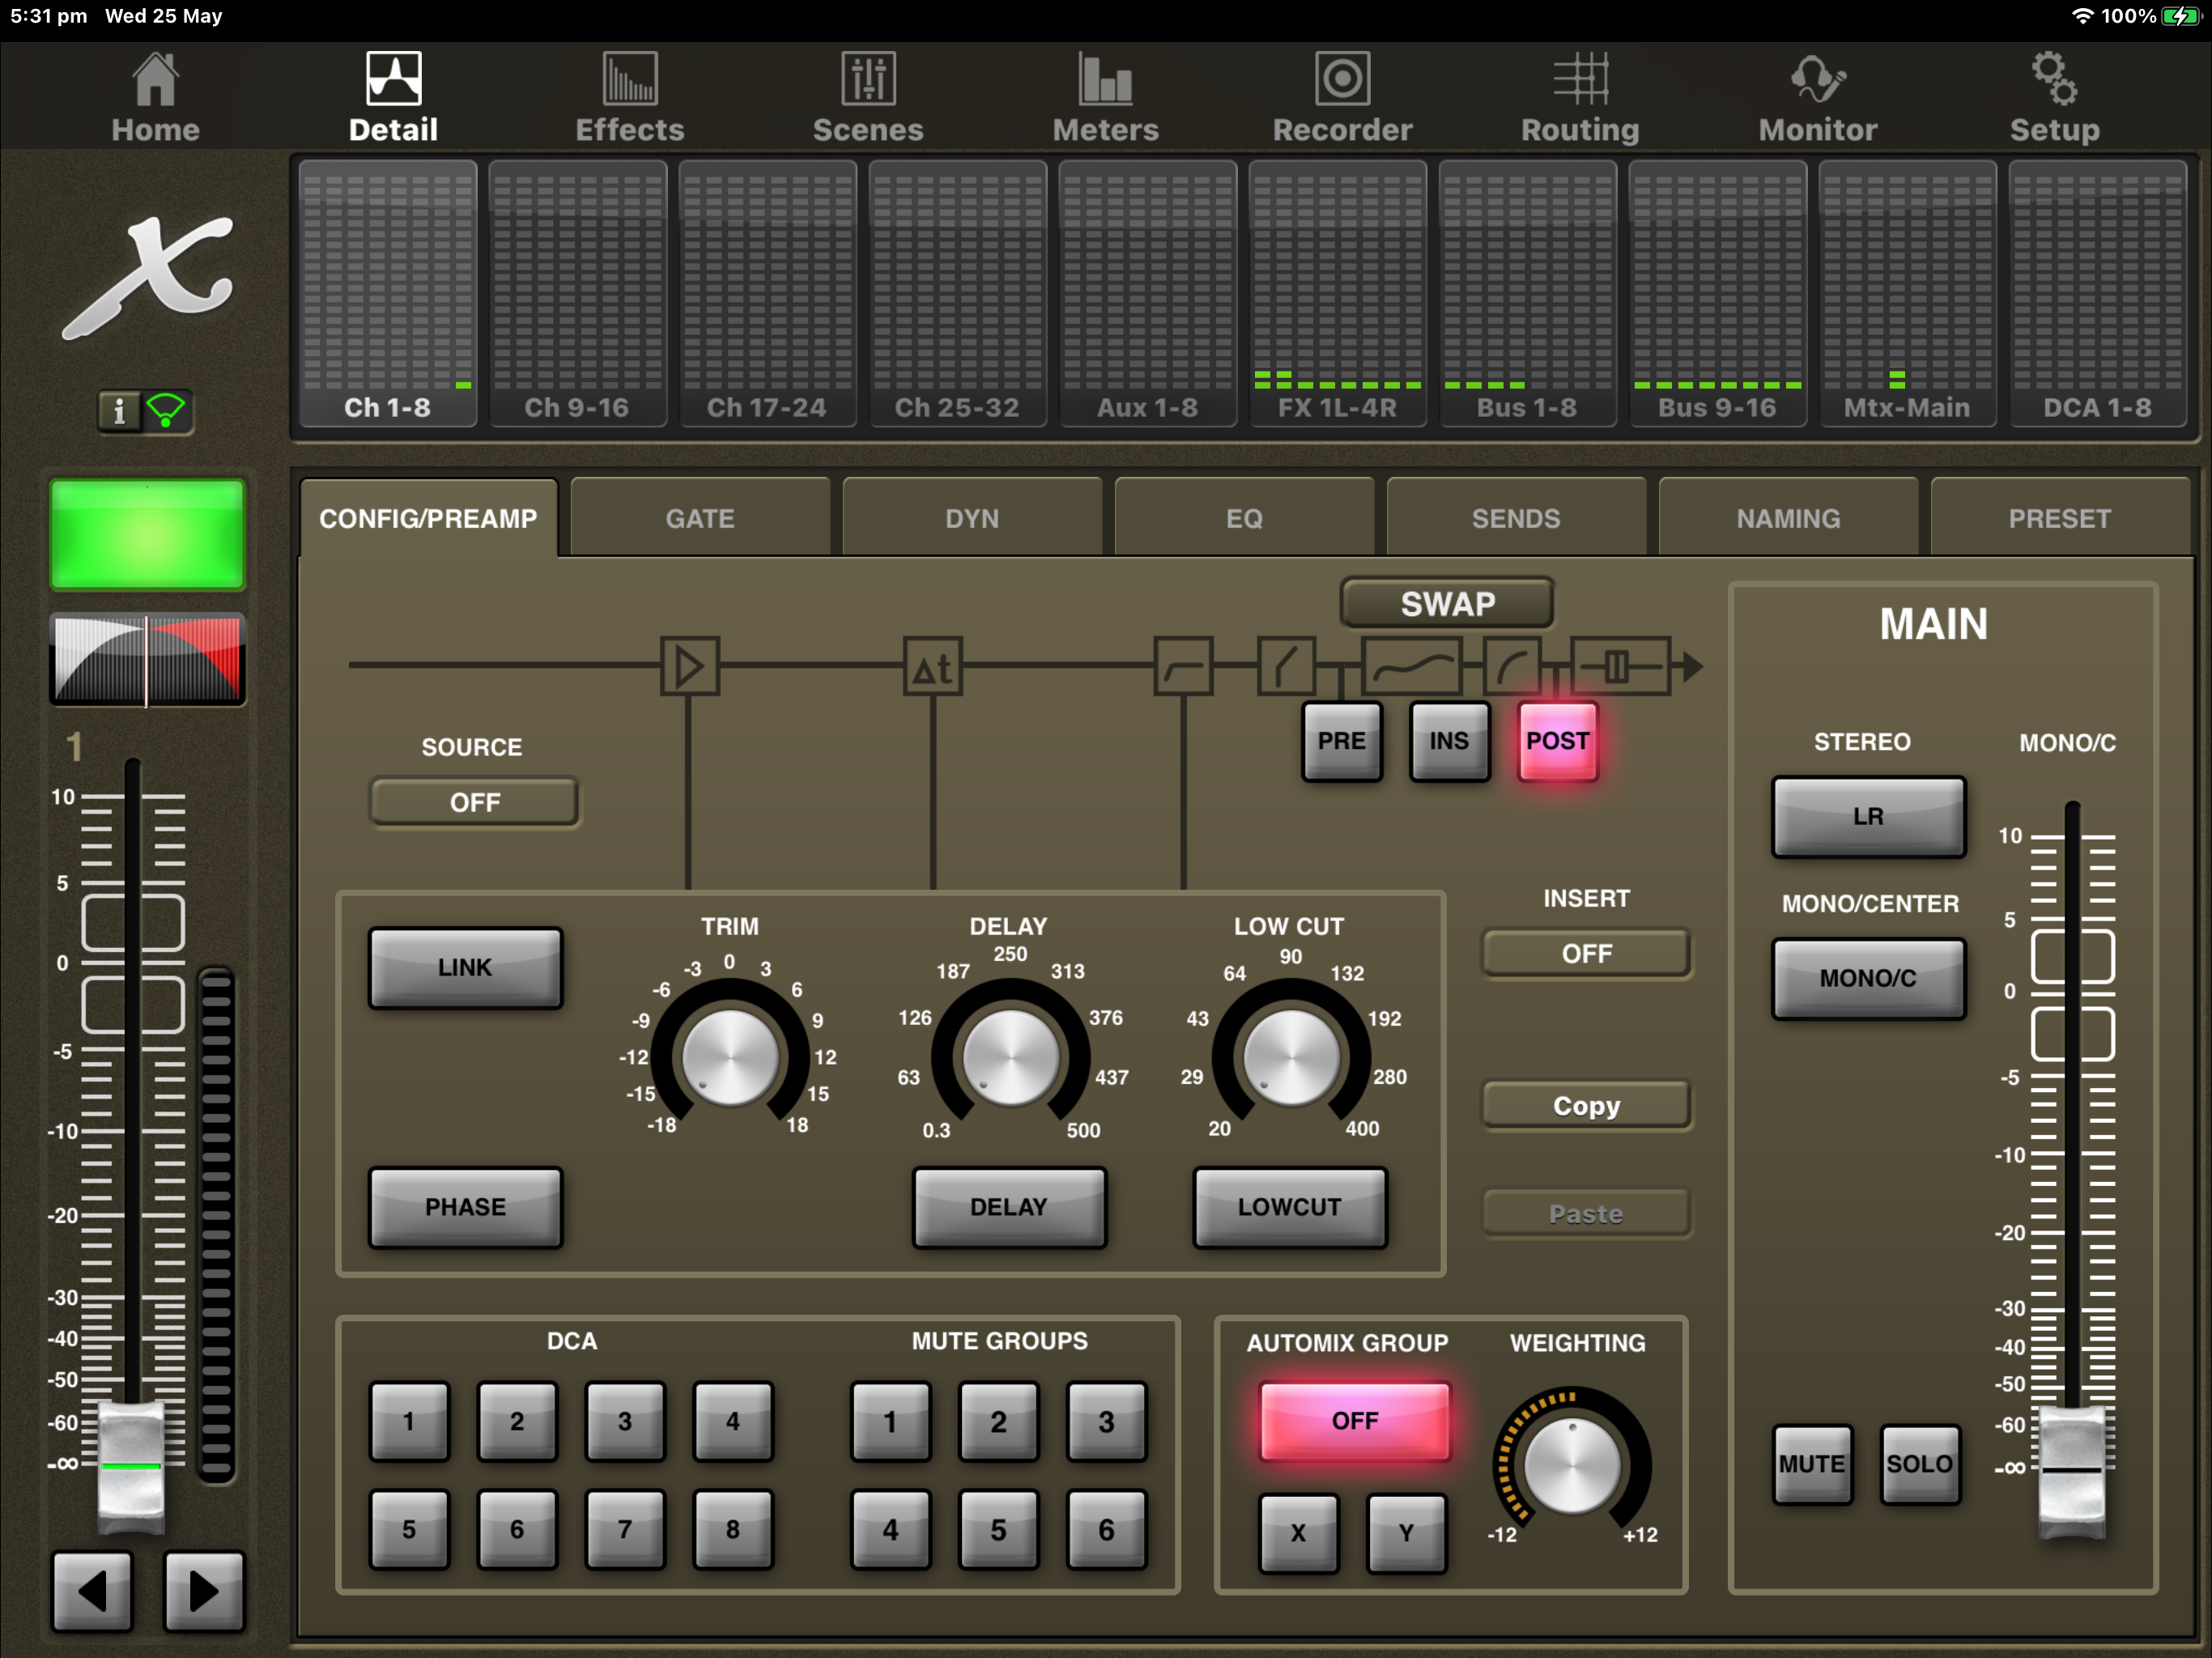 5:31 pm Wed 25 May 100%
Home Detail Effects Scenes Meters Recorder Routing Monitor Setup
Ch 1-8 Ch 9-16 Ch 17-24 Ch 25-32 Aux 1-8 FX 1L-4R Bus 1-8 Bus 9-16 Mtx-Main DCA 1-8
i
CONFIG/PREAMP GATE DYN EQ SENDS NAMING PRESET
1
10
5
0
-5
-10
-20
-30
-40
-50
-60
-∞
SWAP
Δt
PRE INS POST
SOURCE
OFF
LINK
PHASE
TRIM
-18 -15 -12 -9 -6 -3 0 3 6 9 12 15 18
DELAY
0.3 63 126 187 250 313 376 437 500
DELAY
LOW CUT
20 29 43 64 90 132 192 280 400
LOWCUT
INSERT
OFF
Copy
Paste
DCA
1 2 3 4
5 6 7 8
MUTE GROUPS
1 2 3
4 5 6
AUTOMIX GROUP
OFF
X Y
WEIGHTING
-12 +12
MAIN
STEREO
LR
MONO/CENTER
MONO/C
MUTE SOLO
MONO/C
10
5
0
-5
-10
-20
-30
-40
-50
-60
-∞